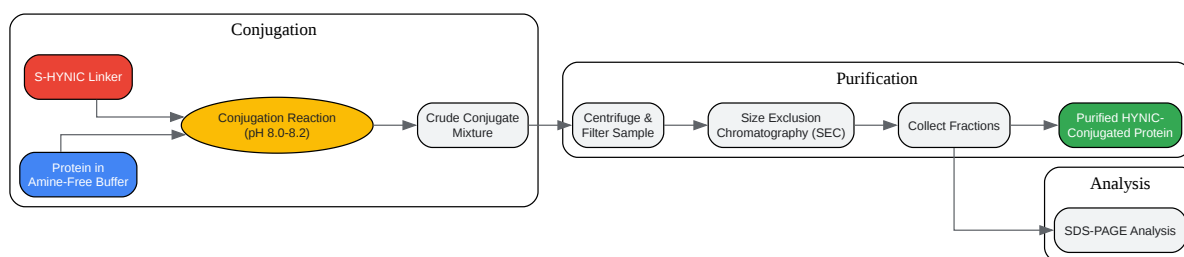 Conjugation
S-HYNIC Linker
Protein in
Amine-Free Buffer
Conjugation Reaction
(pH 8.0-8.2)
Crude Conjugate
Mixture
Purification
Centrifuge &
Filter Sample
Size Exclusion
Chromatography (SEC)
Collect Fractions
Purified HYNIC-
Conjugated Protein
Analysis
SDS-PAGE Analysis